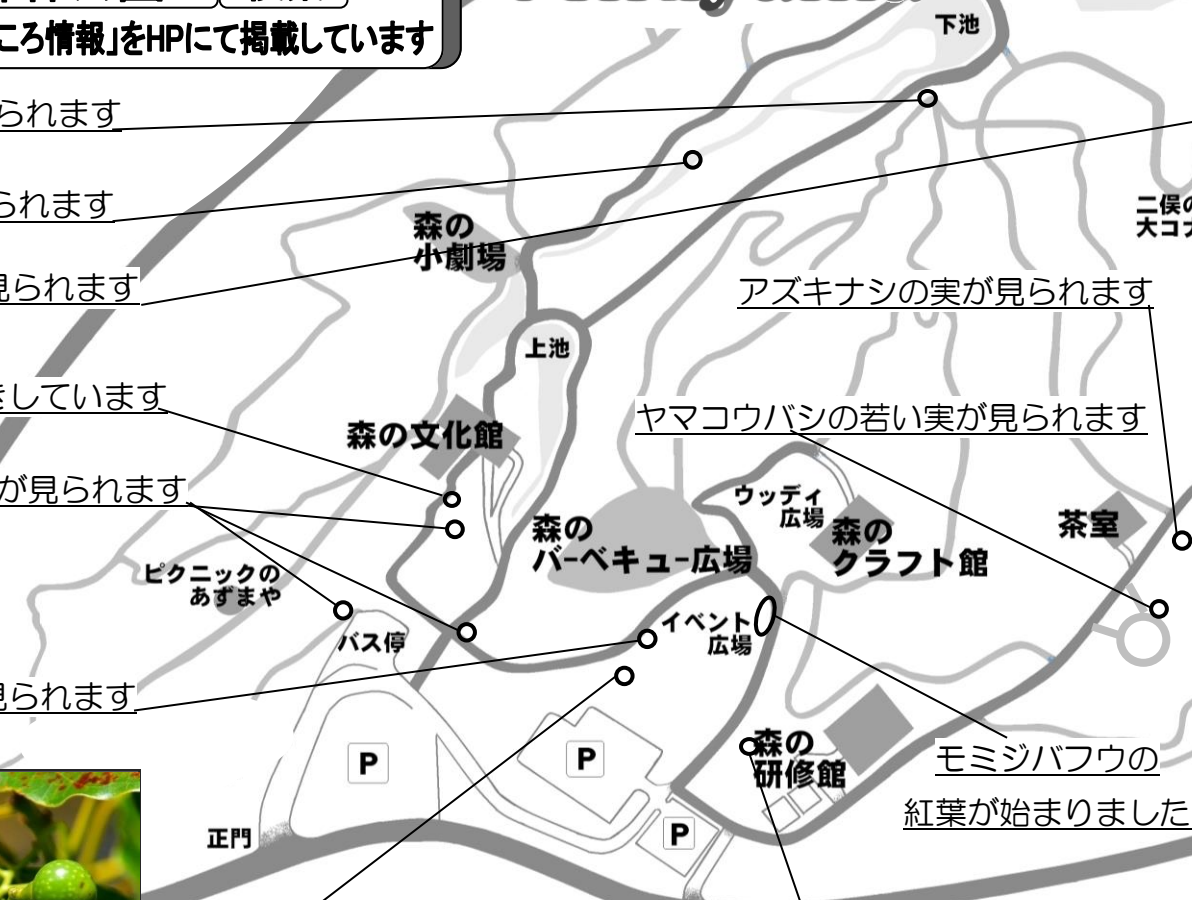 ころ情報」をHPにて掲載しています
下池
られます
られます
見られます
森の
小劇場
二俣の
アズキナシの実が見られます
上池
しています
ヤマコウバシの若い実が見られます
森の文化館
が見られます
ウッディ
広場
森の
クラフト館
茶室
森の
バーベキュー広場
ピクニックの
あずまや
イベント
広場
バス停
見られます
P
P
森の
研修館
モミジバフウの
紅葉が始まりました
正門
P